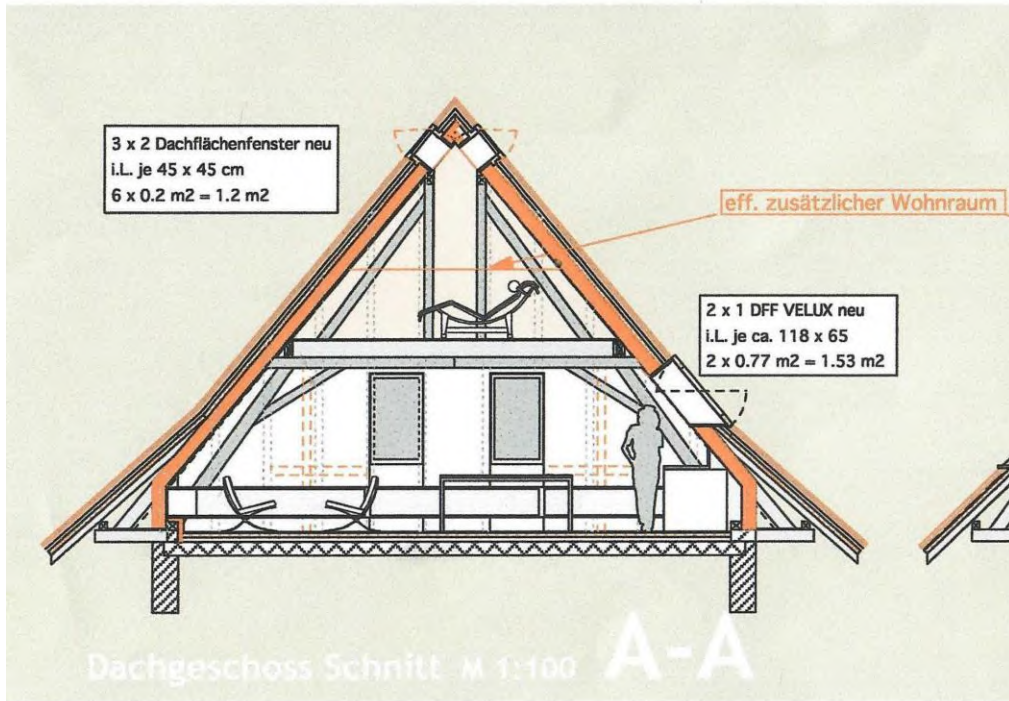 3 x 2 Dachflächenfenster neu
i.L. je 45 x 45 cm
6 x 0.2 m2 = 1.2 m2
eff. zusätzlicher Wohnraum
2 x 1 DFF VELUX neu
i.L. je ca. 118 x 65
2 x 0.77 m2 = 1.53 m2
Dachgeschoss Schnitt M 1:100 A-A